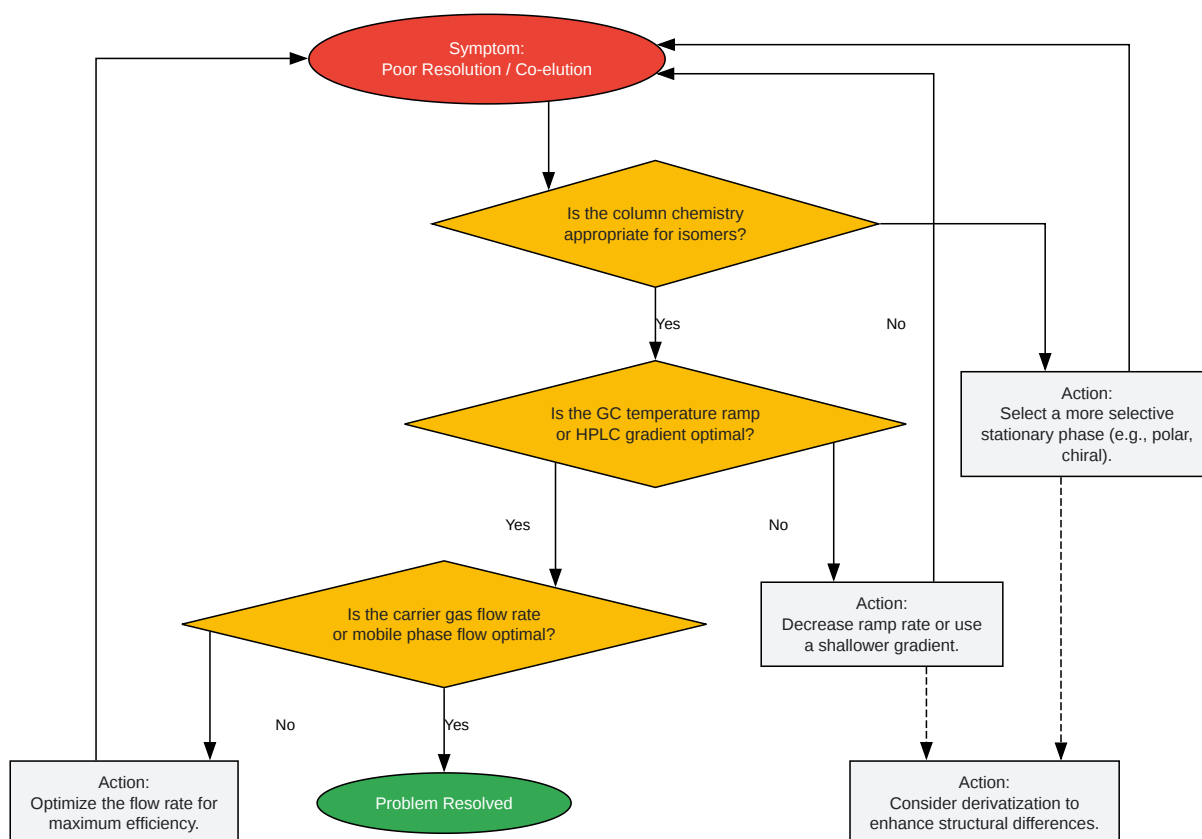 Symptom:
Poor Resolution / Co-elution
Is the column chemistry
appropriate for isomers?
Yes
No
Is the GC temperature ramp
or HPLC gradient optimal?
Action:
Select a more selective
stationary phase (e.g., polar,
chiral).
Yes
No
Is the carrier gas flow rate
or mobile phase flow optimal?
Action:
Decrease ramp rate or use
a shallower gradient.
No
Yes
Action:
Optimize the flow rate for
maximum efficiency.
Problem Resolved
Action:
Consider derivatization to
enhance structural differences.